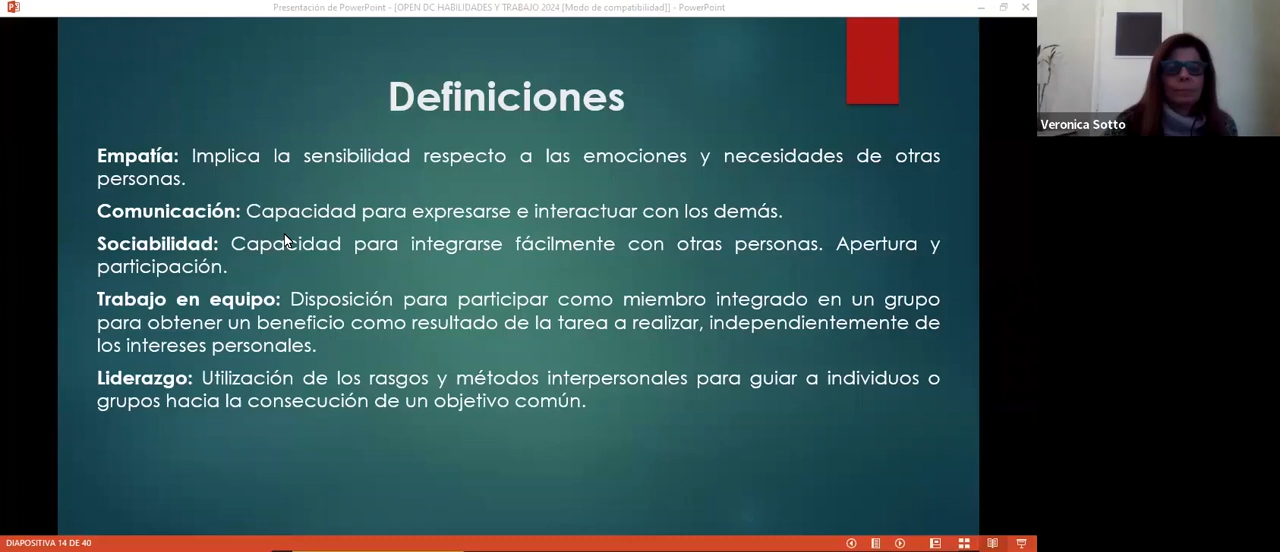 Presentación de PowerPoint - [OPEN DC HABILIDADES Y TRABAJO 2024 [Modo de compatibilidad]] - PowerPoint
Definiciones
Empatía: Implica la sensibilidad respecto a las emociones y necesidades de otras
personas.
Comunicación: Capacidad para expresarse e interactuar con los demás.
Sociabilidad: Capacidad para integrarse fácilmente con otras personas. Apertura y
participación.
Trabajo en equipo: Disposición para participar como miembro integrado en un grupo
para obtener un beneficio como resultado de la tarea a realizar, independientemente de
los intereses personales.
Liderazgo: Utilización de los rasgos y métodos interpersonales para guiar a individuos o
grupos hacia la consecución de un objetivo común.
DIAPOSITIVA 14 DE 40
Veronica Sotto